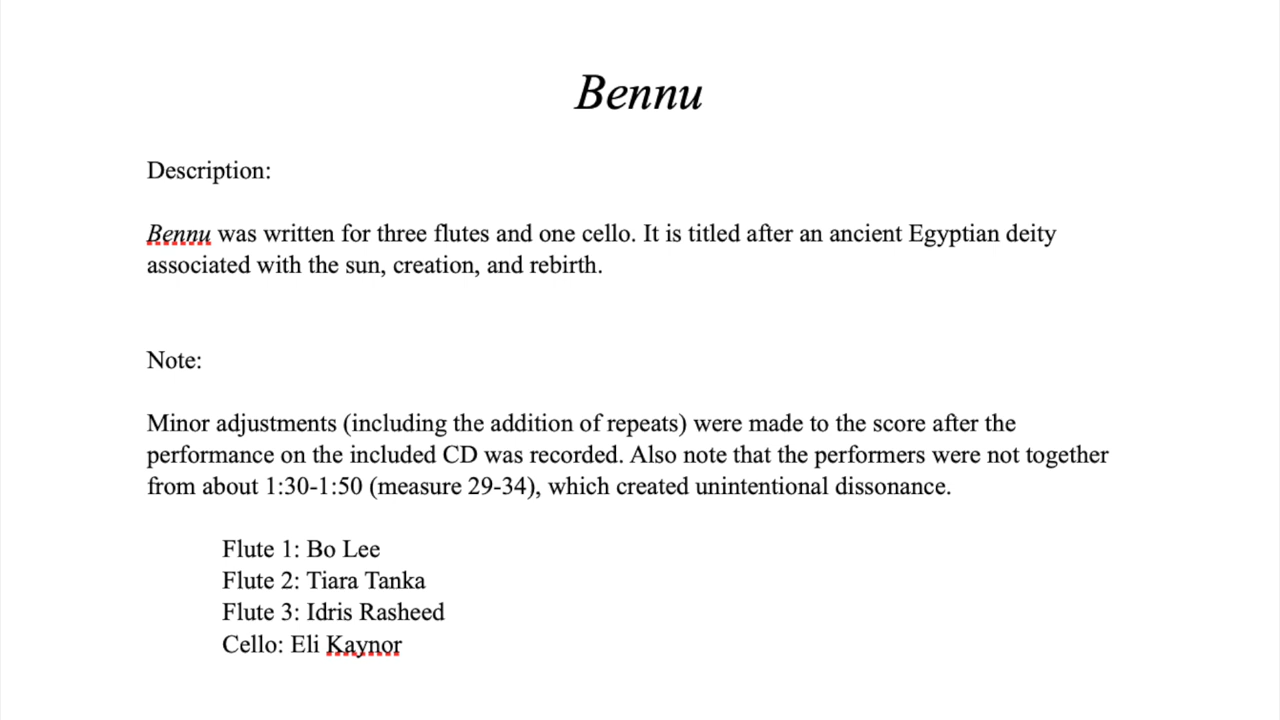 Bennu
Description:
Bennu was written for three flutes and one cello. It is titled after an ancient Egyptian deity
associated with the sun, creation, and rebirth.
Note:
Minor adjustments (including the addition of repeats) were made to the score after the
performance on the included CD was recorded. Also note that the performers were not together
from about 1:30-1:50 (measure 29-34), which created unintentional dissonance.
Flute 1: Bo Lee
Flute 2: Tiara Tanka
Flute 3: Idris Rasheed
Cello: Eli Kaynor